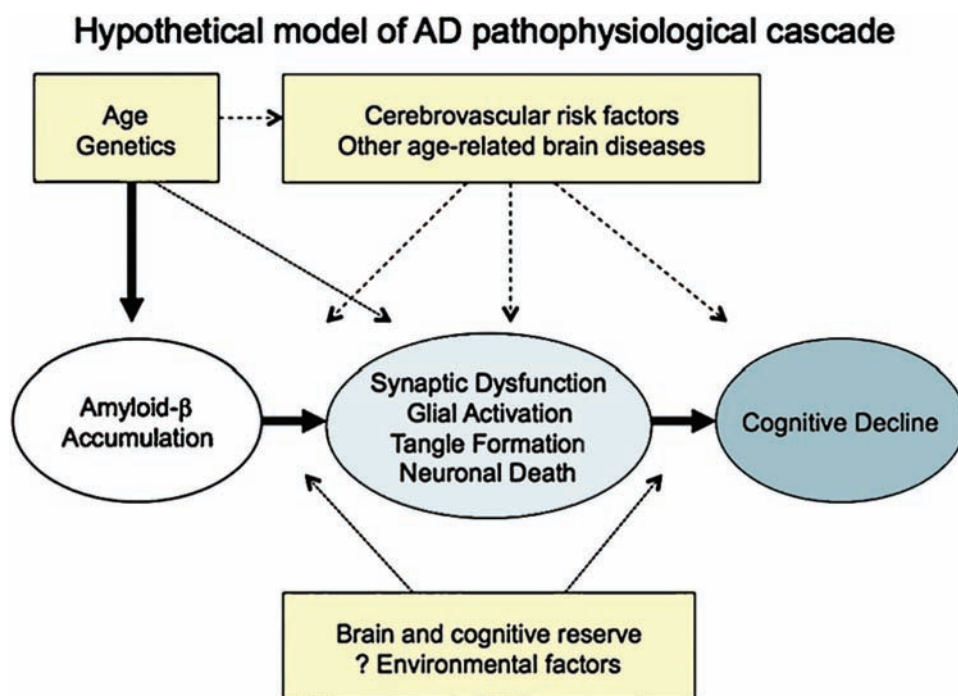 Hypothetical model of AD pathophysiological cascade
Age
Genetics
Cerebrovascular risk factors
Other age-related brain diseases
Amyloid-β
Accumulation
Synaptic Dysfunction
Glial Activation
Tangle Formation
Neuronal Death
Cognitive Decline
Brain and cognitive reserve
? Environmental factors